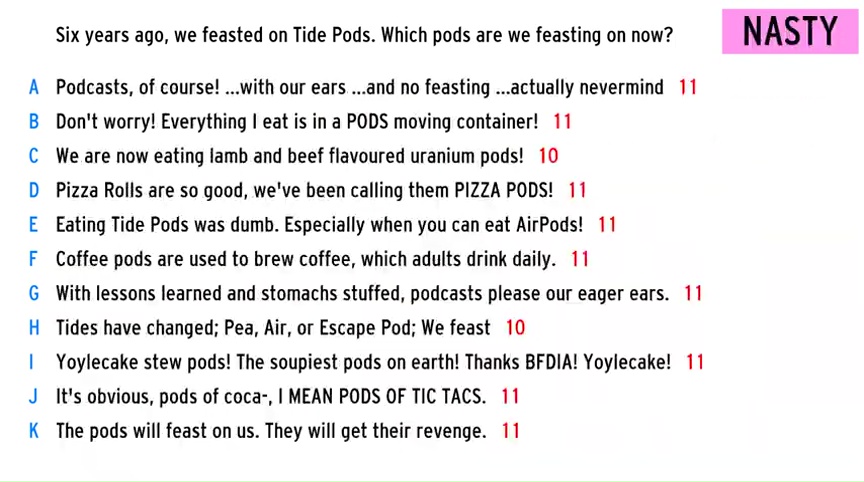 Six years ago, we feasted on Tide Pods. Which pods are we feasting on now?
NASTY
A Podcasts, of course! ...with our ears ...and no feasting ...actually nevermind 11
B Don't worry! Everything I eat is in a PODS moving container! 11
C We are now eating lamb and beef flavoured uranium pods! 10
D Pizza Rolls are so good, we've been calling them PIZZA PODS! 11
E Eating Tide Pods was dumb. Especially when you can eat AirPods! 11
F Coffee pods are used to brew coffee, which adults drink daily. 11
G With lessons learned and stomachs stuffed, podcasts please our eager ears. 11
H Tides have changed; Pea, Air, or Escape Pod; We feast 10
I Yoylecake stew pods! The soupiest pods on earth! Thanks BFDIA! Yoylecake! 11
J It's obvious, pods of coca-, I MEAN PODS OF TIC TACS. 11
K The pods will feast on us. They will get their revenge. 11